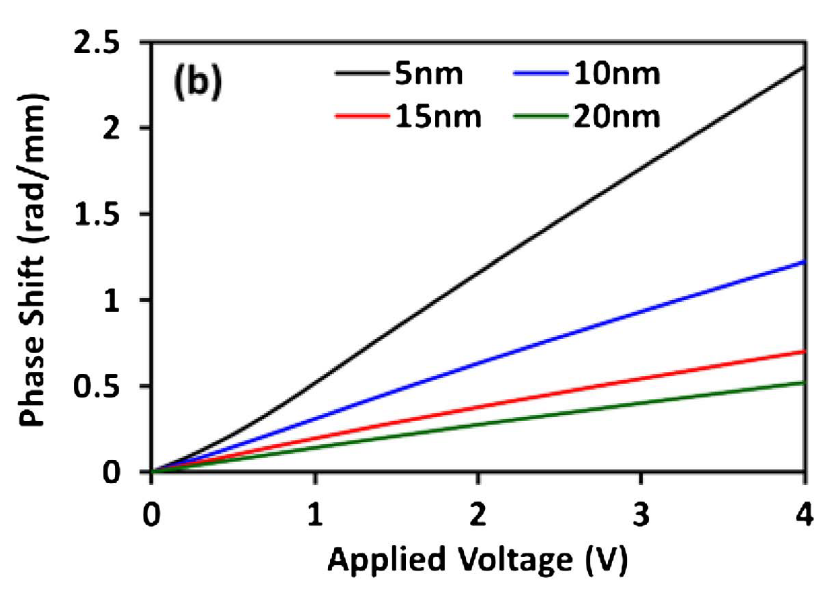 2.5
(b)
5nm
10nm
15nm
20nm
2
1.5
1
0.5
0
0 1 2 3 4
Phase Shift (rad/mm)
Applied Voltage (V)